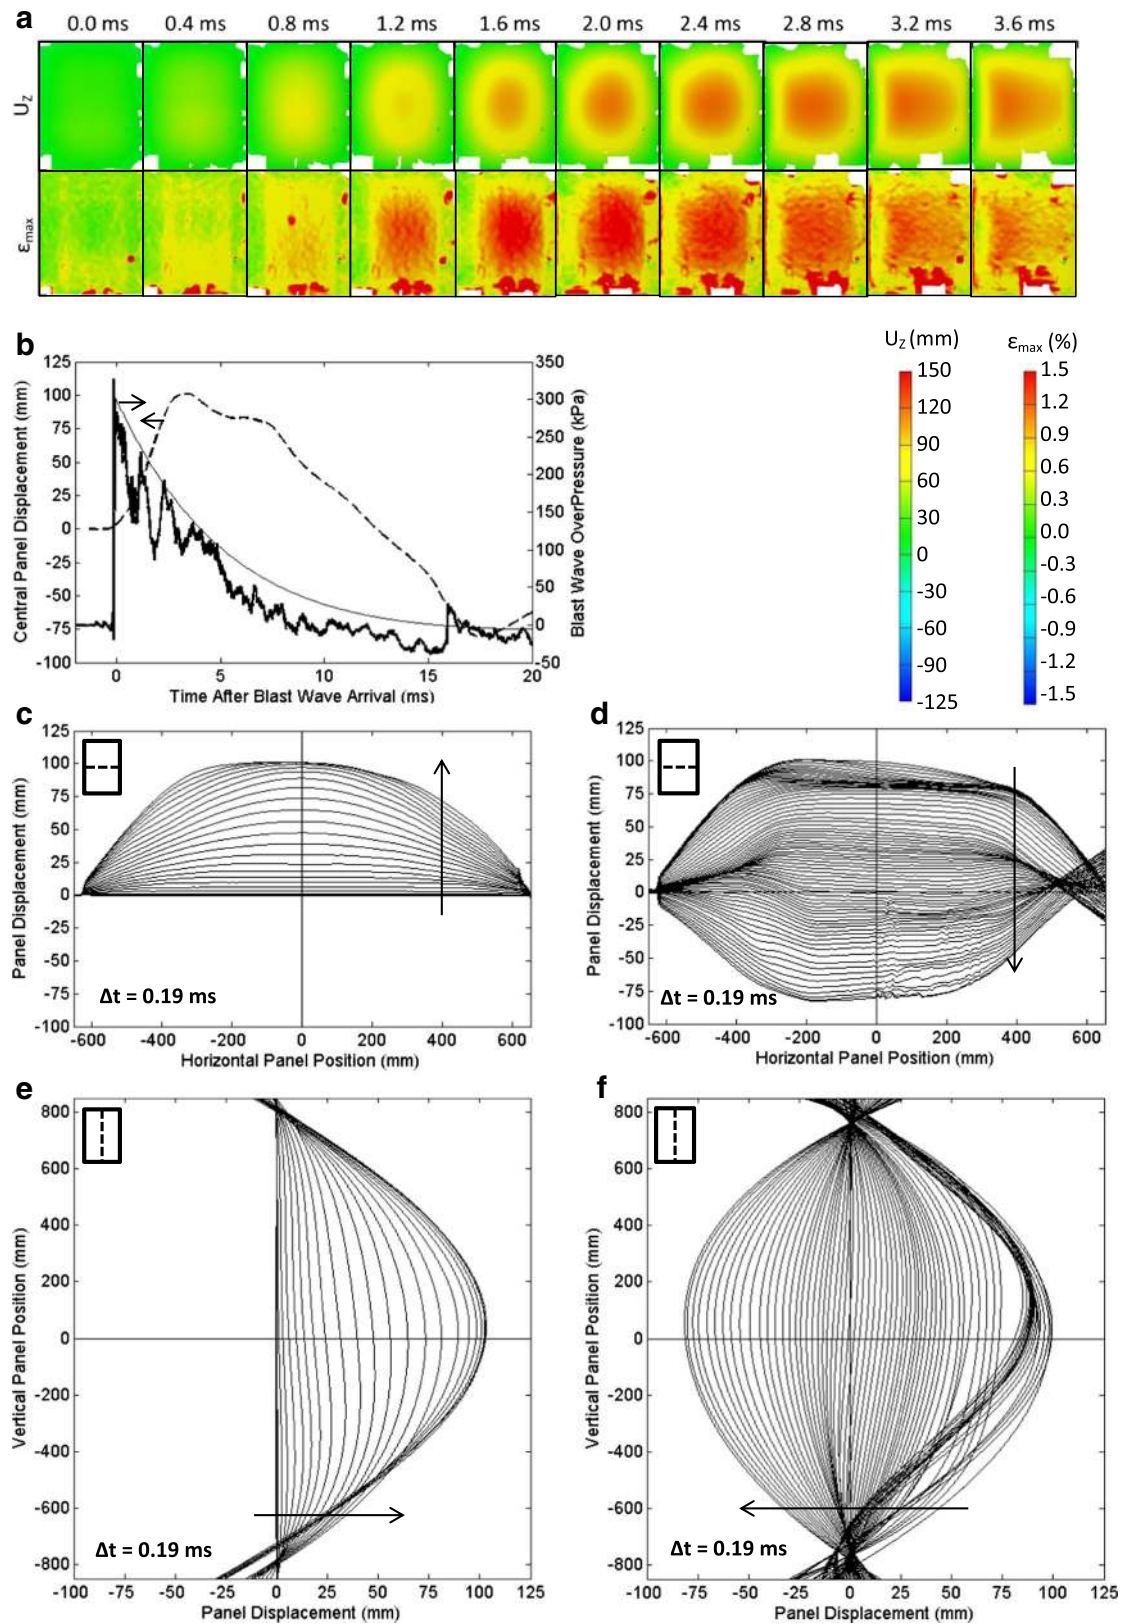 a
0.0 ms 0.4 ms 0.8 ms 1.2 ms 1.6 ms 2.0 ms 2.4 ms 2.8 ms 3.2 ms 3.6 ms
Uz
εmax
b
125
100
75
50
25
0
-25
-50
-75
-100
Central Panel Displacement (mm)
350
300
250
200
150
100
50
0
-50
Blast Wave OverPressure (kPa)
0 5 10 15 20
Time After Blast Wave Arrival (ms)
Uz (mm)
150
120
90
60
30
0
-30
-60
-90
-125
εmax (%)
1.5
1.2
0.9
0.6
0.3
0.0
-0.3
-0.6
-0.9
-1.2
-1.5
c
125
100
75
50
25
0
-25
-50
-75
-100
Panel Displacement (mm)
Δt = 0.19 ms
-600 -400 -200 0 200 400 600
Horizontal Panel Position (mm)
d
125
100
75
50
25
0
-25
-50
-75
-100
Panel Displacement (mm)
Δt = 0.19 ms
-600 -400 -200 0 200 400 600
Horizontal Panel Position (mm)
e
800
600
400
200
0
-200
-400
-600
-800
Vertical Panel Position (mm)
Δt = 0.19 ms
-100 -75 -50 -25 0 25 50 75 100 125
Panel Displacement (mm)
f
800
600
400
200
0
-200
-400
-600
-800
Vertical Panel Position (mm)
Δt = 0.19 ms
-100 -75 -50 -25 0 25 50 75 100 125
Panel Displacement (mm)